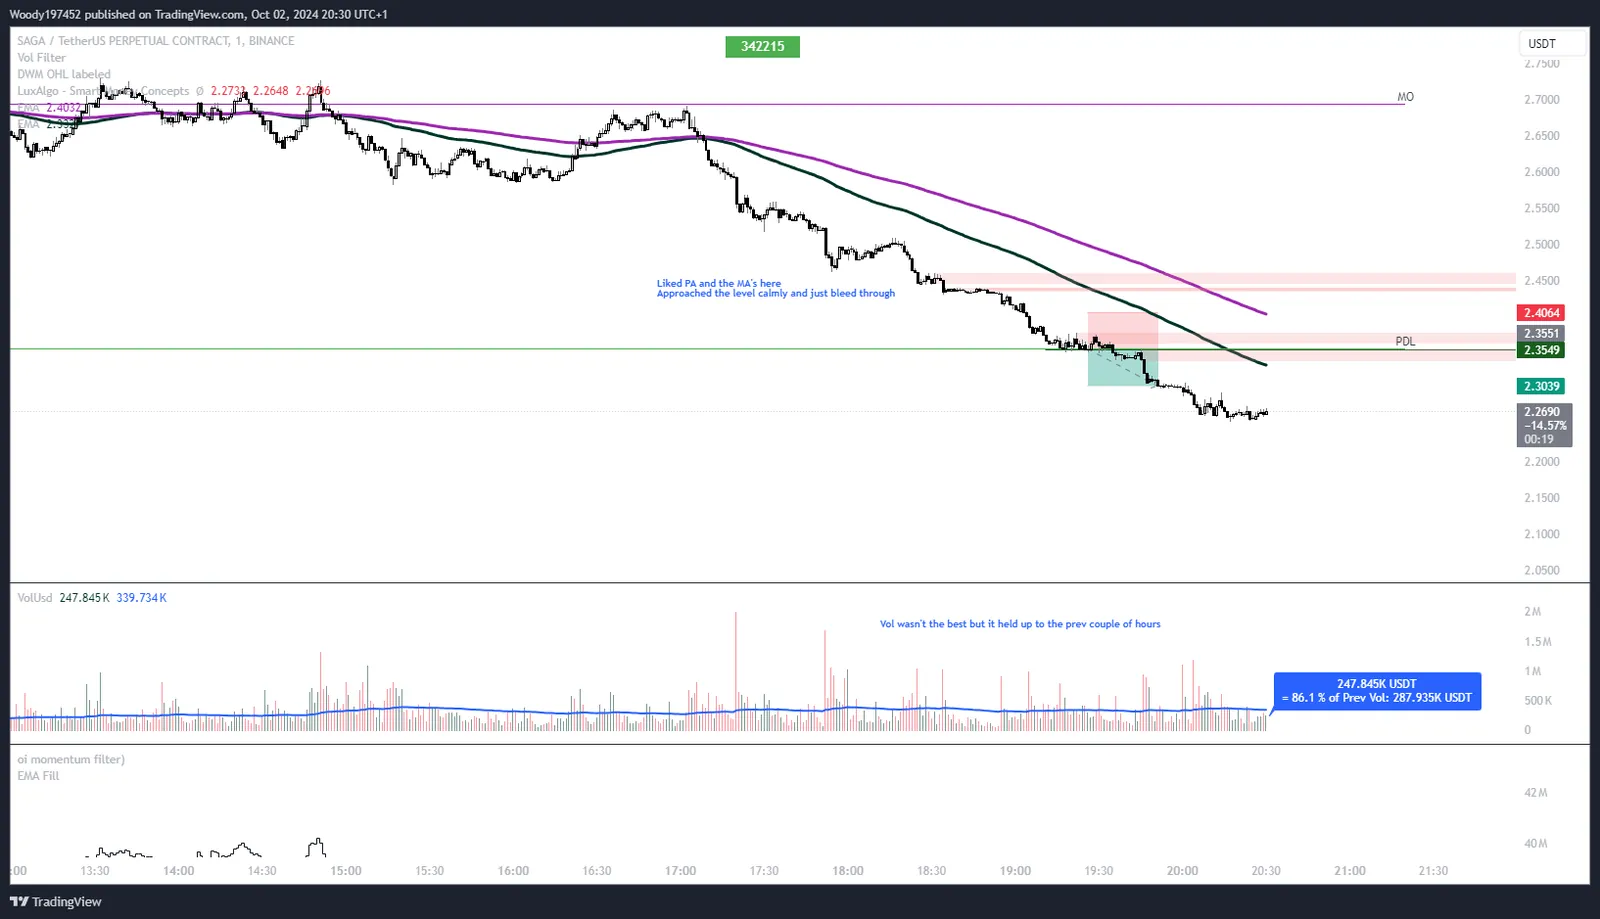 Woody197452 published on TradingView.com, Oct 02, 2024 20:30 UTC+1
SAGA / TetherUS PERPETUAL CONTRACT, 1, BINANCE
342215
USDT
Vol Filter
DWM OHL labeled
LuxAlgo - Smart Money Concepts Ø 2.2732 2.2648
EMA 2.4032
EMA
2.7500
MO
2.7000
2.6500
2.6000
2.5500
2.5000
Liked PA and the MA's here
Approached the level calmly and just bleed through
2.4500
2.4064
2.3551
PDL
2.3549
2.3039
2.2690
−14.57%
00:19
2.2000
2.1500
2.1000
2.0500
VolUsd 247.845K 339.734K
Vol wasn't the best but it held up to the prev couple of hours
2M
1.5M
1M
500K
0
247.845K USDT
= 86.1 % of Prev Vol: 287.935K USDT
oi momentum filter)
EMA Fill
42M
40M
:00 13:30 14:00 14:30 15:00 15:30 16:00 16:30 17:00 17:30 18:00 18:30 19:00 19:30 20:00 20:30 21:00 21:30
TradingView